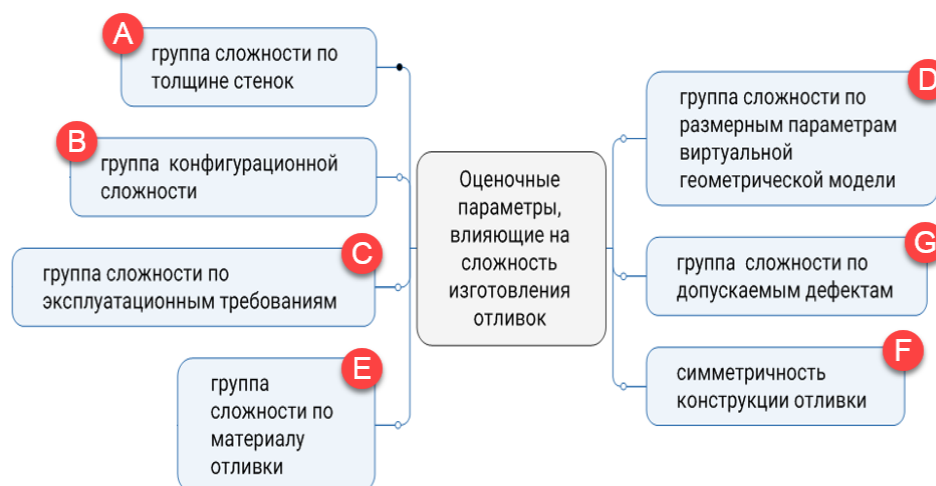 A
группа сложности по
толщине стенок
B
группа конфигурационной
сложности
C
группа сложности по
эксплуатационным требованиям
E
группа
сложности по
материалу
отливки
Оценочные
параметры,
влияющие на
сложность
изготовления
отливок
D
группа сложности по
размерным параметрам
виртуальной
геометрической модели
G
группа сложности по
допускаемым дефектам
F
симметричность
конструкции отливки